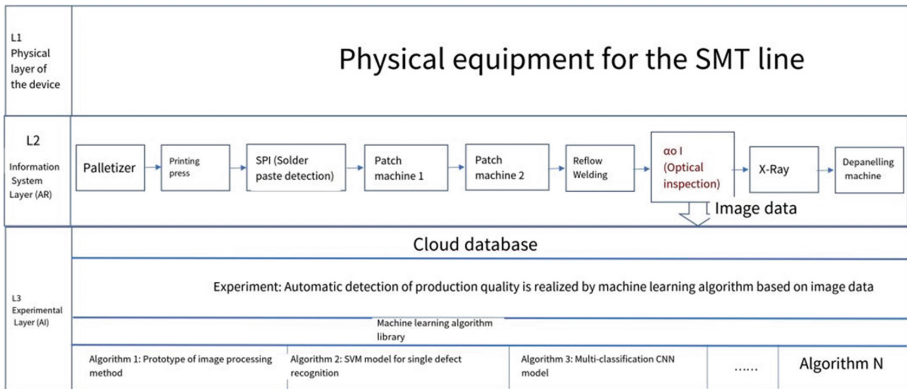 L1
Physical
layer of
the device
Physical equipment for the SMT line
L2
Information
System
Layer (AR)
Palletizer
Printing
press
SPI (Solder
paste detection)
Patch
machine 1
Patch
machine 2
Reflow
Welding
αo I
(Optical
inspection)
X-Ray
Depanelling
machine
Image data
L3
Experimental
Layer (AI)
Cloud database
Experiment: Automatic detection of production quality is realized by machine learning algorithm based on image data
Machine learning algorithm
library
Algorithm 1: Prototype of image processing
method
Algorithm 2: SVM model for single defect
recognition
Algorithm 3: Multi-classification CNN
model
......
Algorithm N